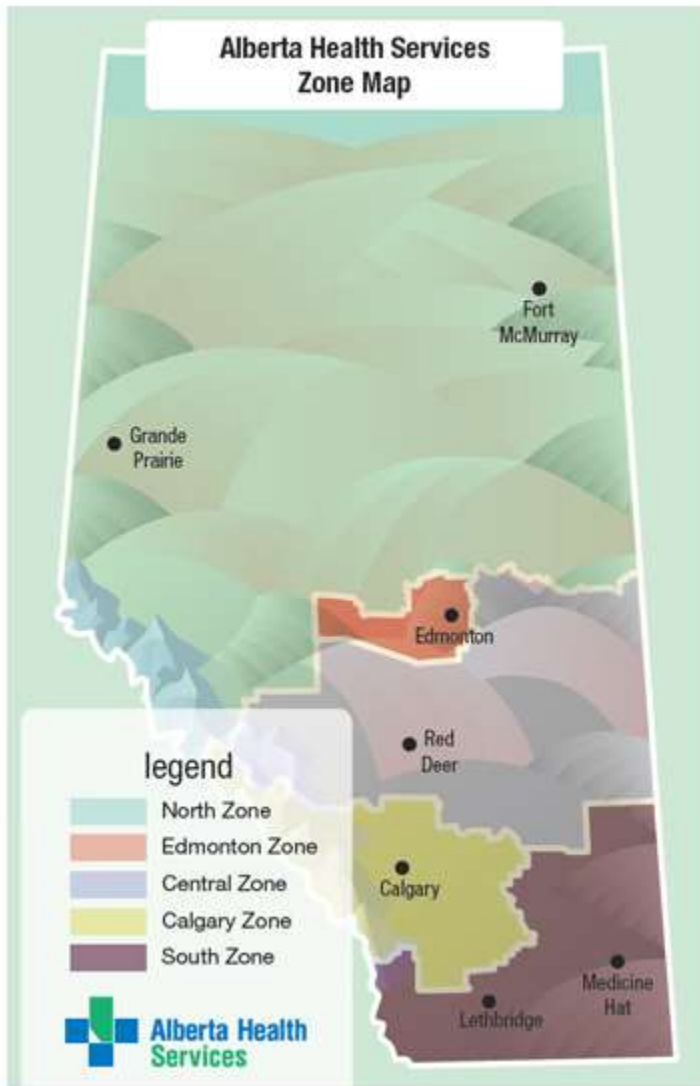 Alberta Health Services
Zone Map
Fort
McMurray
Grande
Prairie
Edmonton
Red
Deer
Calgary
Medicine
Hat
Lethbridge
legend
North Zone
Edmonton Zone
Central Zone
Calgary Zone
South Zone
Alberta Health
Services